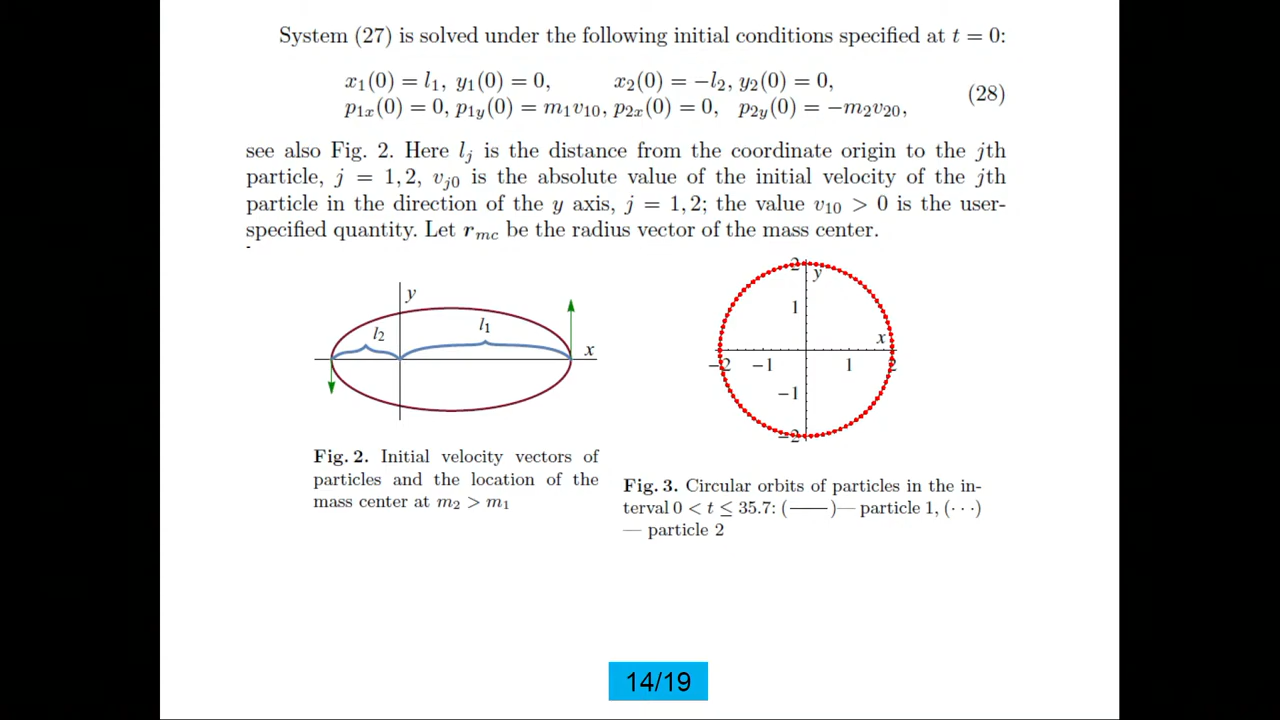 System (27) is solved under the following initial conditions specified at t = 0:
x₁(0) = l₁, y₁(0) = 0, x₂(0) = −l₂, y₂(0) = 0,
p₁ₓ(0) = 0, p₁y(0) = m₁v₁₀, p₂ₓ(0) = 0, p₂y(0) = −m₂v₂₀,
(28)
see also Fig. 2. Here lⱼ is the distance from the coordinate origin to the jth
particle, j = 1, 2, vⱼ₀ is the absolute value of the initial velocity of the jth
particle in the direction of the y axis, j = 1, 2; the value v₁₀ > 0 is the user-
specified quantity. Let r_mc be the radius vector of the mass center.
y
l₂
l₁
x
Fig. 2. Initial velocity vectors of
particles and the location of the
mass center at m₂ > m₁
2
y
1
x
−2 −1 1 2
−1
−2
Fig. 3. Circular orbits of particles in the in-
terval 0 < t ≤ 35.7: (——)— particle 1, (· · ·)
— particle 2
14/19